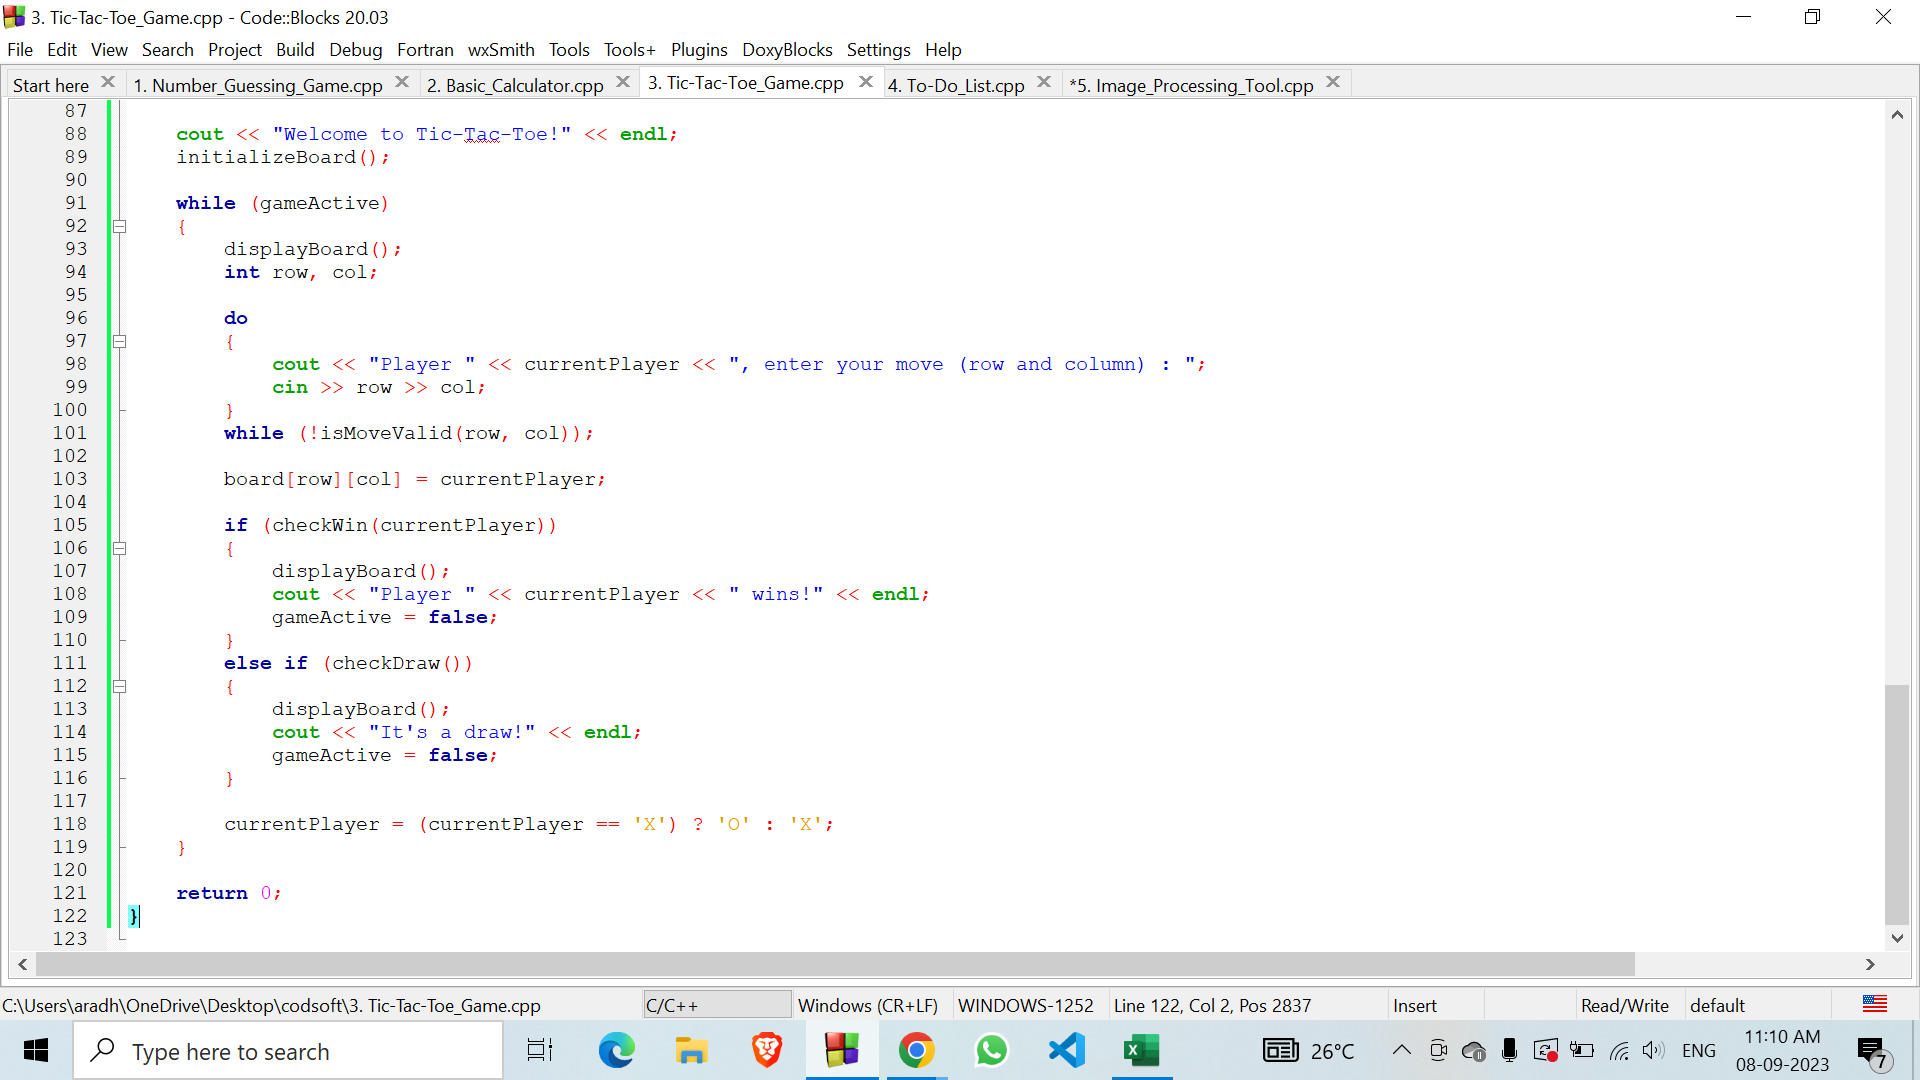 3. Tic-Tac-Toe_Game.cpp - Code::Blocks 20.03
File Edit View Search Project Build Debug Fortran wxSmith Tools Tools+ Plugins DoxyBlocks Settings Help
Start here 1. Number_Guessing_Game.cpp 2. Basic_Calculator.cpp 3. Tic-Tac-Toe_Game.cpp 4. To-Do_List.cpp *5. Image_Processing_Tool.cpp
87
88 cout << "Welcome to Tic-Tac-Toe!" << endl;
89 initializeBoard();
90
91 while (gameActive)
92 {
93 displayBoard();
94 int row, col;
95
96 do
97 {
98 cout << "Player " << currentPlayer << ", enter your move (row and column) : ";
99 cin >> row >> col;
100 }
101 while (!isMoveValid(row, col));
102
103 board[row][col] = currentPlayer;
104
105 if (checkWin(currentPlayer))
106 {
107 displayBoard();
108 cout << "Player " << currentPlayer << " wins!" << endl;
109 gameActive = false;
110 }
111 else if (checkDraw())
112 {
113 displayBoard();
114 cout << "It's a draw!" << endl;
115 gameActive = false;
116 }
117
118 currentPlayer = (currentPlayer == 'X') ? 'O' : 'X';
119 }
120
121 return 0;
122 }
123
C:\Users\aradh\OneDrive\Desktop\codsoft\3. Tic-Tac-Toe_Game.cpp C/C++ Windows (CR+LF) WINDOWS-1252 Line 122, Col 2, Pos 2837 Insert Read/Write default
Type here to search 26°C ENG 11:10 AM 7
08-09-2023